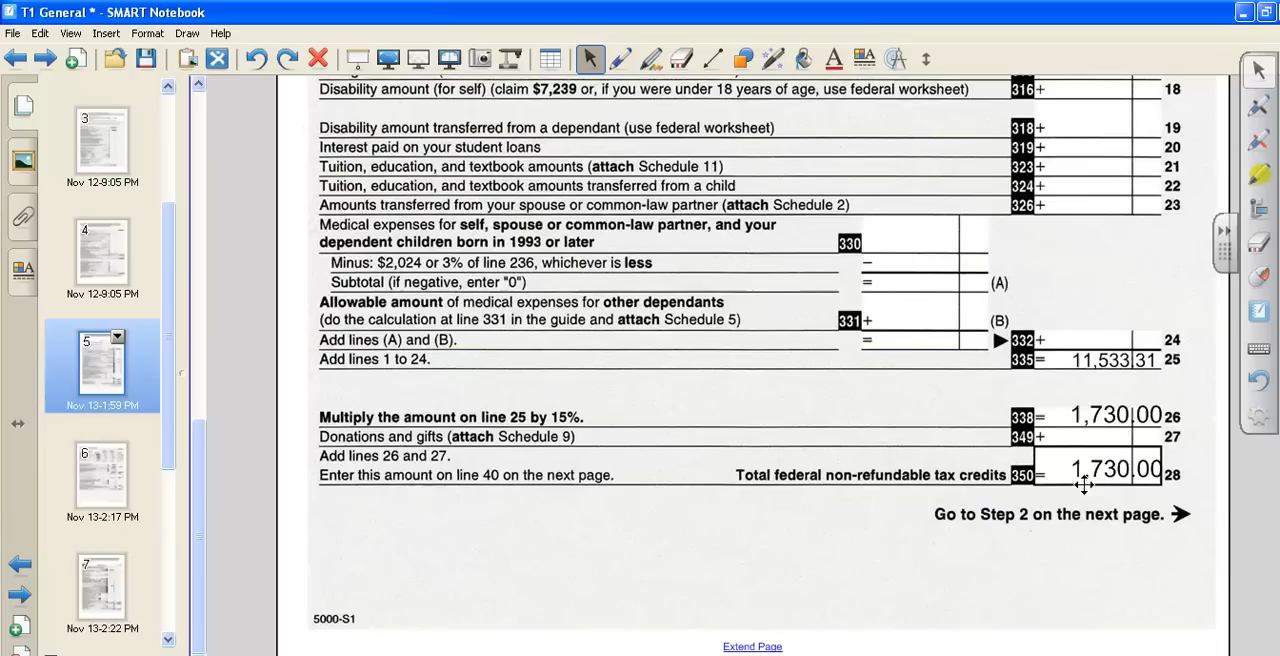 T1 General * - SMART Notebook
File Edit View Insert Format Draw Help
3
Nov 12-9:05 PM
4
Nov 12-9:05 PM
5
Nov 13-1:59 PM
6
Nov 13-2:17 PM
7
Nov 13-2:22 PM
Disability amount (for self) (claim $7,239 or, if you were under 18 years of age, use federal worksheet) 316 + 18
Disability amount transferred from a dependant (use federal worksheet) 318 + 19
Interest paid on your student loans 319 + 20
Tuition, education, and textbook amounts (attach Schedule 11) 323 + 21
Tuition, education, and textbook amounts transferred from a child 324 + 22
Amounts transferred from your spouse or common-law partner (attach Schedule 2) 326 + 23
Medical expenses for self, spouse or common-law partner, and your
dependent children born in 1993 or later 330
Minus: $2,024 or 3% of line 236, whichever is less –
Subtotal (if negative, enter "0") = (A)
Allowable amount of medical expenses for other dependants
(do the calculation at line 331 in the guide and attach Schedule 5) 331 + (B)
Add lines (A) and (B). = ▶ 332 + 24
Add lines 1 to 24. 335 = 11,533 31 25
Multiply the amount on line 25 by 15%. 338 = 1,730.00 26
Donations and gifts (attach Schedule 9) 349 + 27
Add lines 26 and 27.
Enter this amount on line 40 on the next page. Total federal non-refundable tax credits 350 = 1,730.00 28
Go to Step 2 on the next page. →
5000-S1
Extend Page